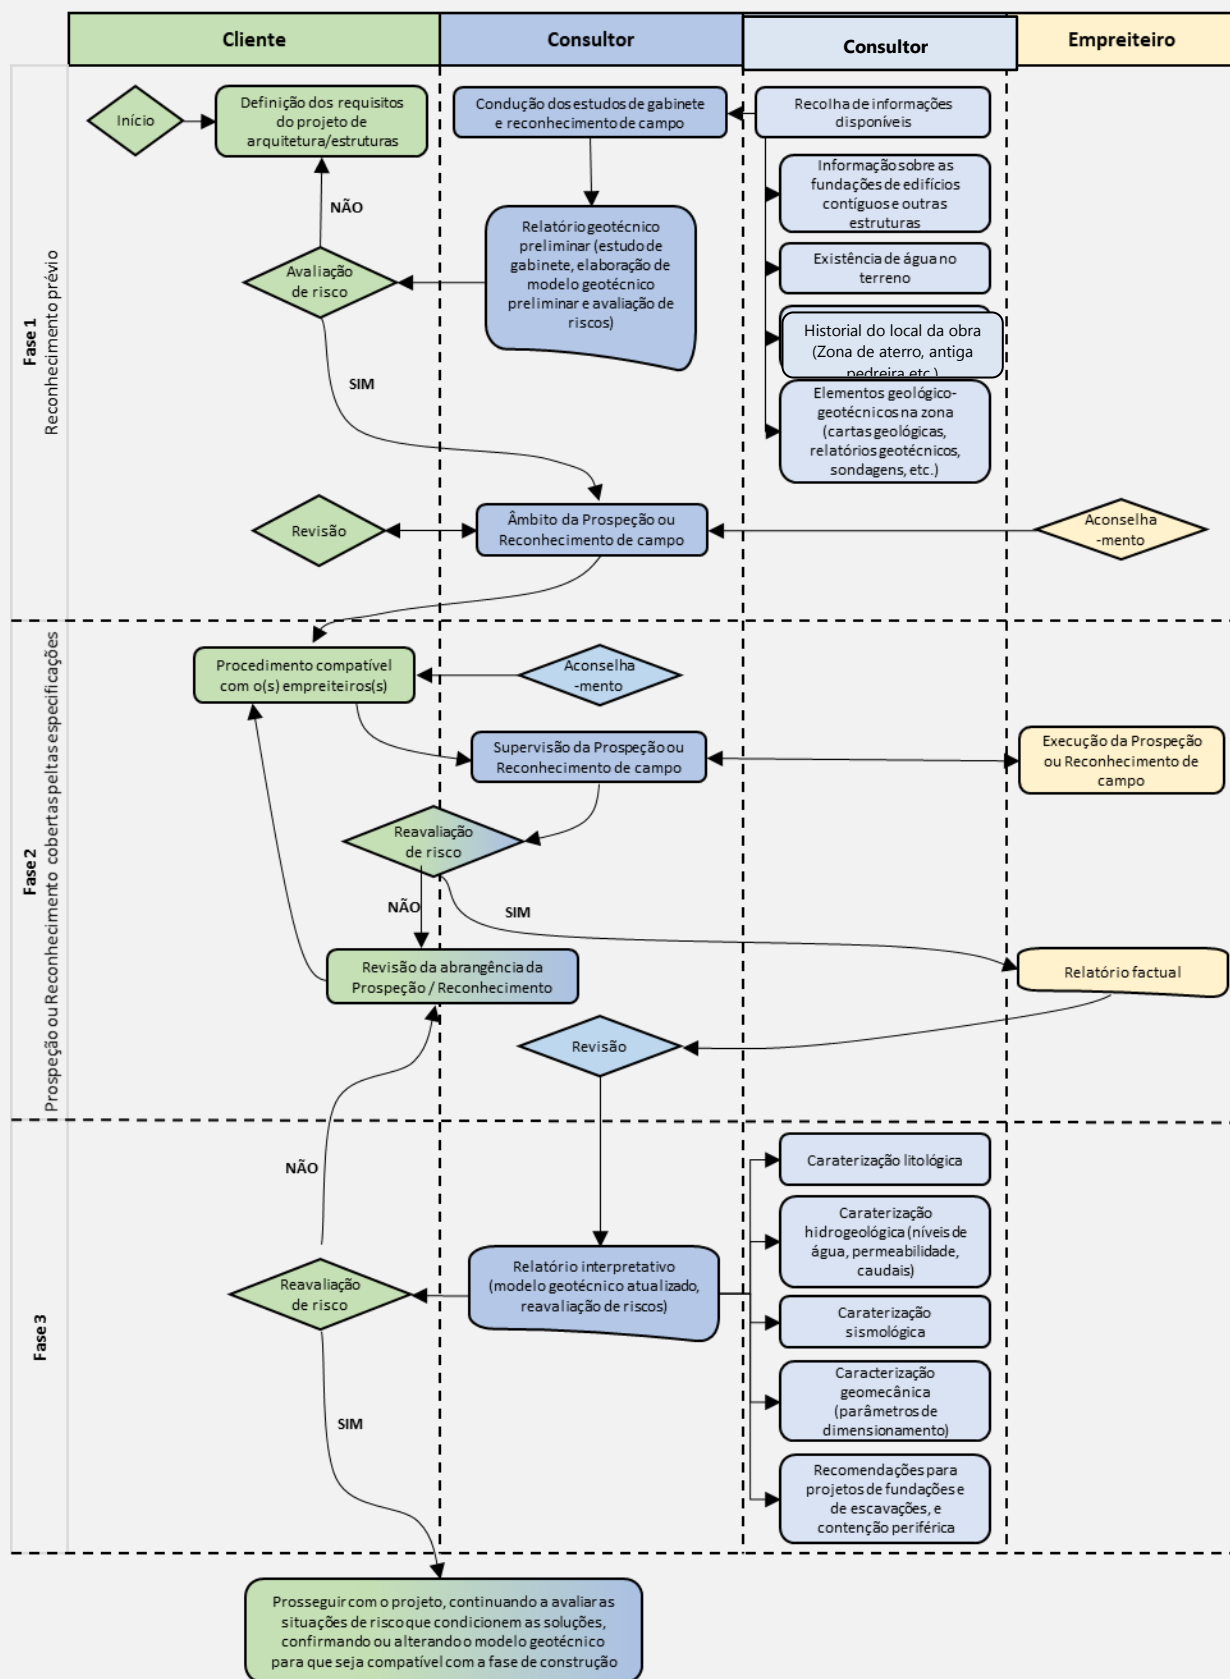 Cliente
Consultor
Consultor
Empreiteiro
Fase 1
Reconhecimento prévio
Início
Definição dos requisitos
do projeto de
arquitetura/estruturas
Condução dos estudos de gabinete
e reconhecimento de campo
Recolha de informações
disponíveis
Informação sobre as
fundações de edifícios
contíguos e outras
estruturas
NÃO
Relatório geotécnico
preliminar (estudo de
gabinete, elaboração de
modelo geotécnico
preliminar e avaliação de
riscos)
Avaliação
de risco
Existência de água no
terreno
Historial do local da obra
(Zona de aterro, antiga
pedreira etc.)
SIM
Elementos geológico-
geotécnicos na zona
(cartas geológicas,
relatórios geotécnicos,
sondagens, etc.)
Revisão
Âmbito da Prospeção ou
Reconhecimento de campo
Aconselha
-mento
Fase 2
Prospeção ou Reconhecimento cobertas peltas especificações
Procedimento compatível
com o(s) empreiteiros(s)
Aconselha
-mento
Supervisão da Prospeção ou
Reconhecimento de campo
Execução da Prospeção
ou Reconhecimento de
campo
Reavaliação
de risco
NÃO
SIM
Revisão da abrangência da
Prospeção / Reconhecimento
Relatório factual
Revisão
Fase 3
NÃO
Caraterização litológica
Caraterização
hidrogeológica (níveis de
água, permeabilidade,
caudais)
Relatório interpretativo
(modelo geotécnico atualizado,
reavaliação de riscos)
Reavaliação
de risco
Caraterização
sismológica
Caracterização
geomecânica
(parâmetros de
dimensionamento)
SIM
Recomendações para
projetos de fundações e
de escavações, e
contenção periférica
Prosseguir com o projeto, continuando a avaliar as
situações de risco que condicionem as soluções,
confirmando ou alterando o modelo geotécnico
para que seja compatível com a fase de construção